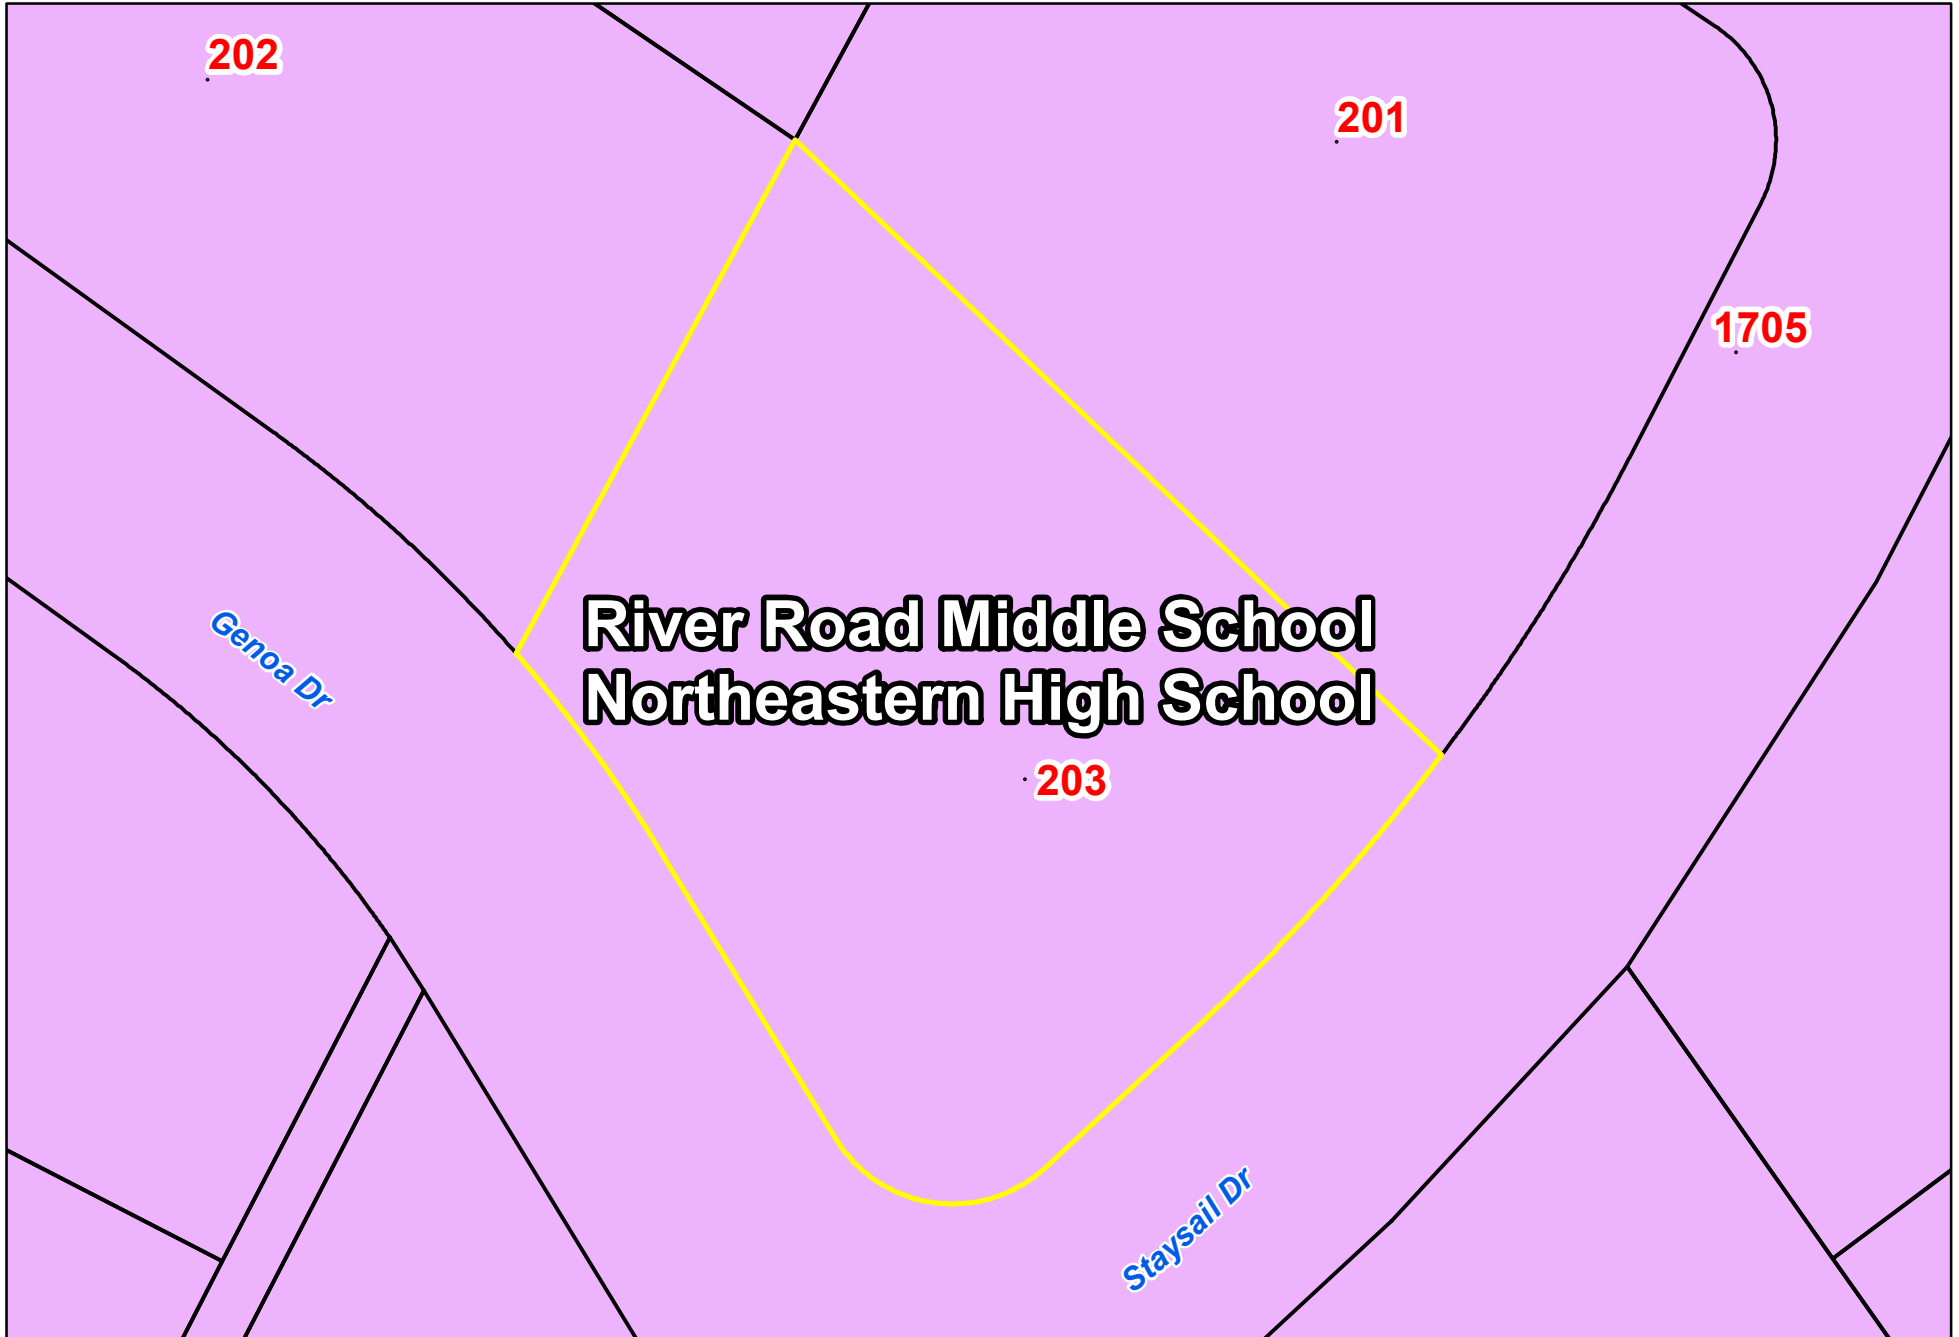 202
201
1705
Genoa Dr
River Road Middle School
Northeastern High School
203
Staysail Dr